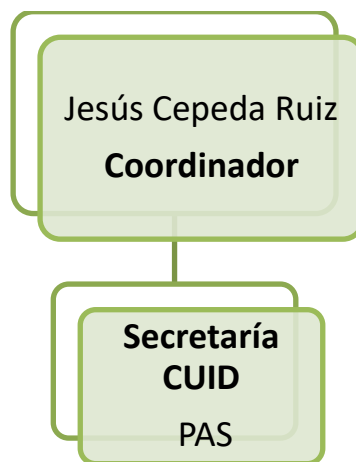 Jesús Cepeda Ruiz
Coordinador
Secretaría
CUID
PAS